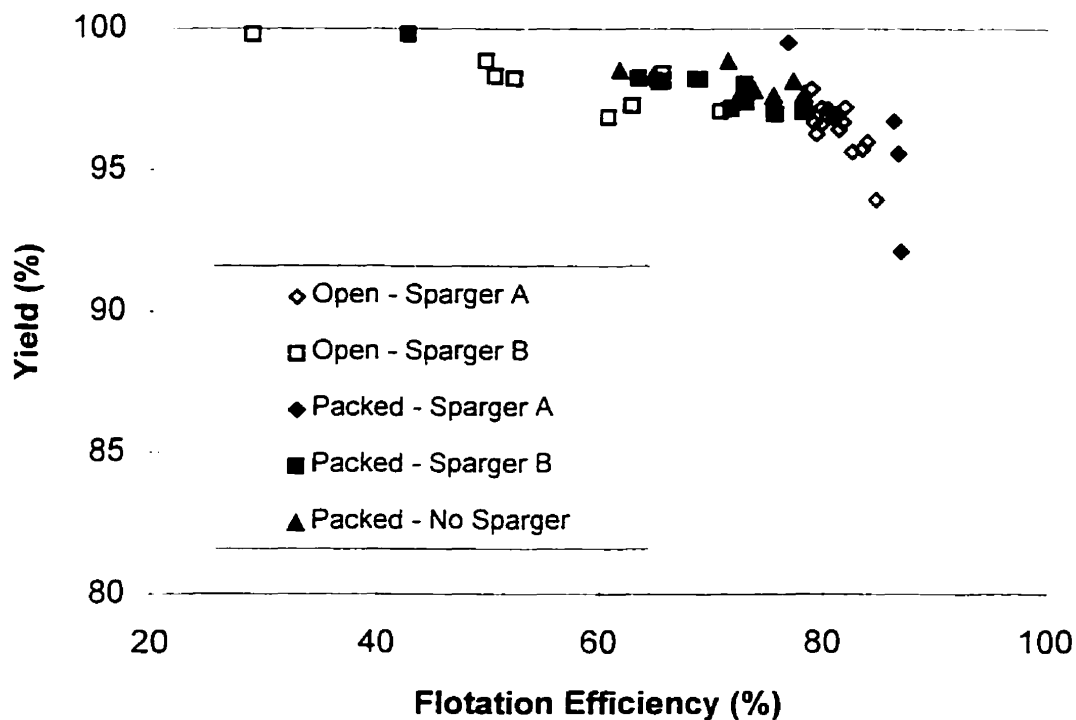 100
95
90
85
80
Yield (%)
Open - Sparger A
Open - Sparger B
Packed - Sparger A
Packed - Sparger B
Packed - No Sparger
20 40 60 80 100
Flotation Efficiency (%)